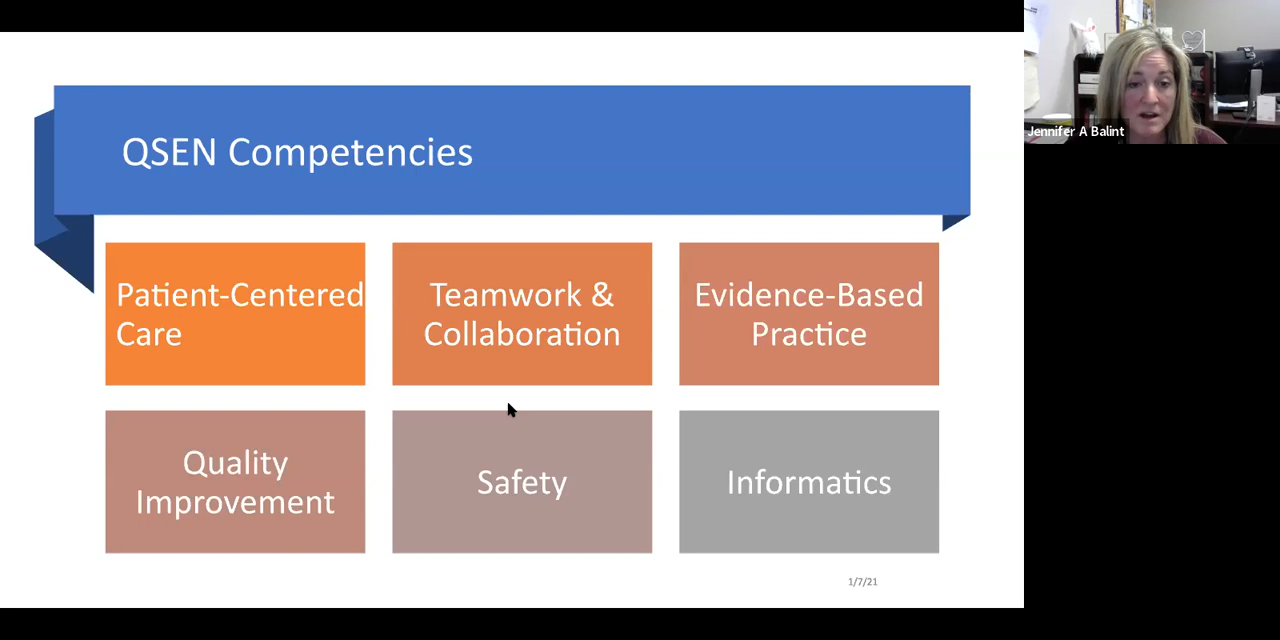 QSEN Competencies
Patient-Centered
Care
Teamwork &
Collaboration
Evidence-Based
Practice
Quality
Improvement
Safety
Informatics
1/7/21
Jennifer A Balint